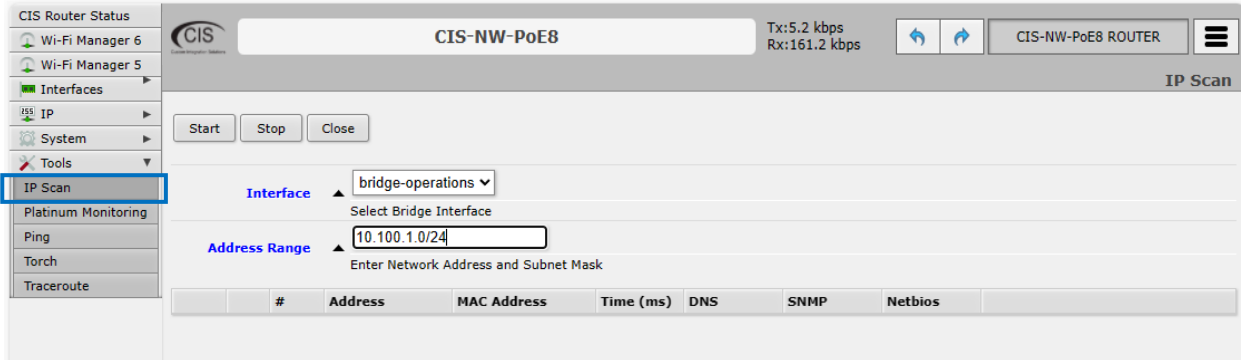 CIS Router Status
Wi-Fi Manager 6
Wi-Fi Manager 5
Interfaces
255 IP
System
Tools
IP Scan
Platinum Monitoring
Ping
Torch
Traceroute
CIS
CIS-NW-PoE8
Tx:5.2 kbps
Rx:161.2 kbps
CIS-NW-PoE8 ROUTER
IP Scan
Start Stop Close
Interface bridge-operations
Select Bridge Interface
Address Range 10.100.1.0/24
Enter Network Address and Subnet Mask
# Address MAC Address Time (ms) DNS SNMP Netbios